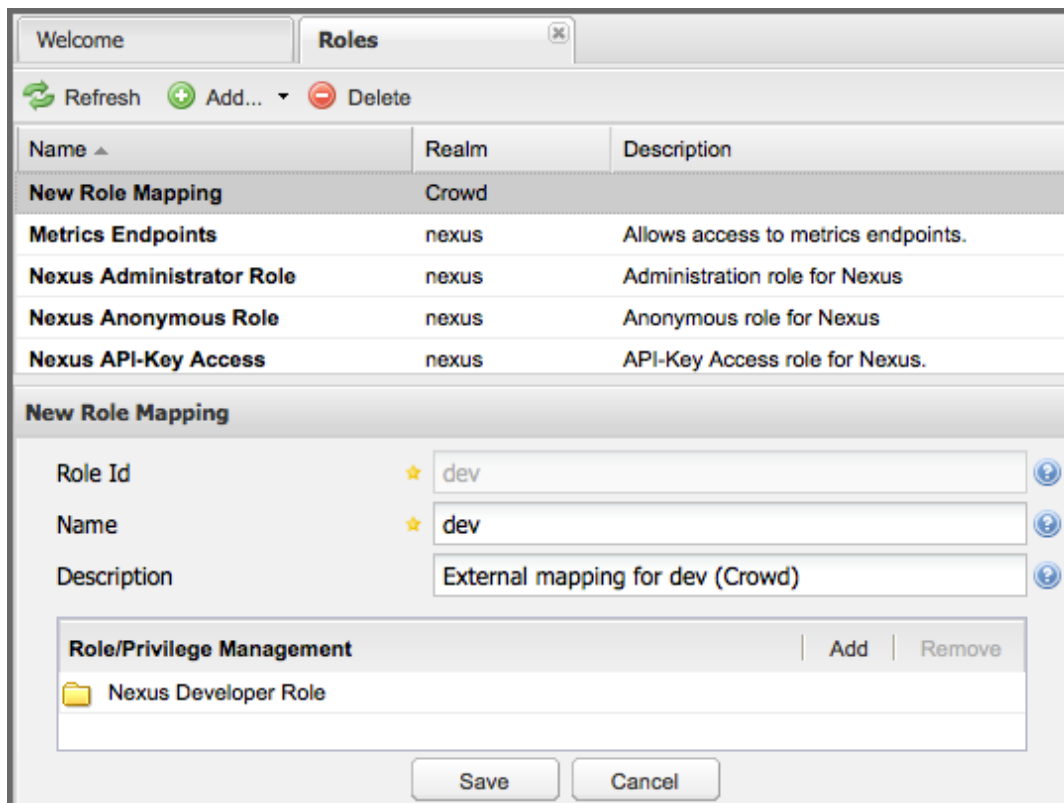 Welcome Roles
Refresh Add... Delete
Name Realm Description
New Role Mapping Crowd
Metrics Endpoints nexus Allows access to metrics endpoints.
Nexus Administrator Role nexus Administration role for Nexus
Nexus Anonymous Role nexus Anonymous role for Nexus
Nexus API-Key Access nexus API-Key Access role for Nexus.
New Role Mapping
Role Id dev
Name dev
Description External mapping for dev (Crowd)
Role/Privilege Management Add Remove
Nexus Developer Role
Save Cancel